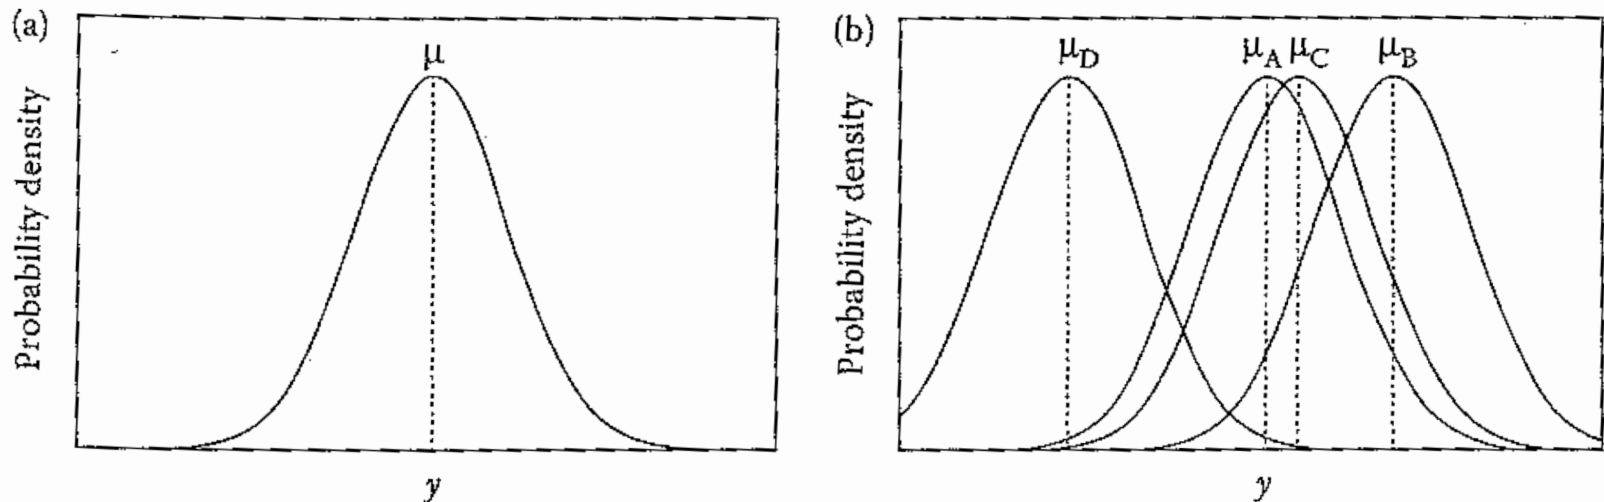 (a)
μ
Probability density
y
(b)
μD μA μC μB
Probability density
y